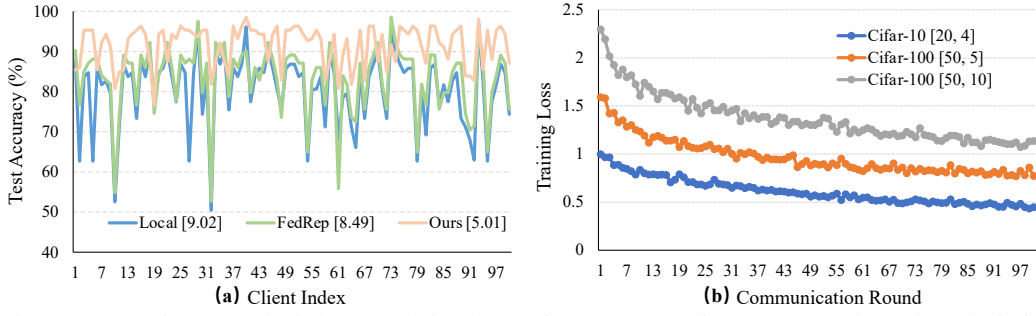 100
90
80
70
60
50
40
Test Accuracy (%)
Local [9.02] FedRep [8.49] Ours [5.01]
1 7 13 19 25 31 37 43 49 55 61 67 73 79 85 91 97
(a) Client Index
2.5
2
1.5
1
0.5
0
Training Loss
Cifar-10 [20, 4]
Cifar-100 [50, 5]
Cifar-100 [50, 10]
1 7 13 19 25 31 37 43 49 55 61 67 73 79 85 91 97
(b) Communication Round